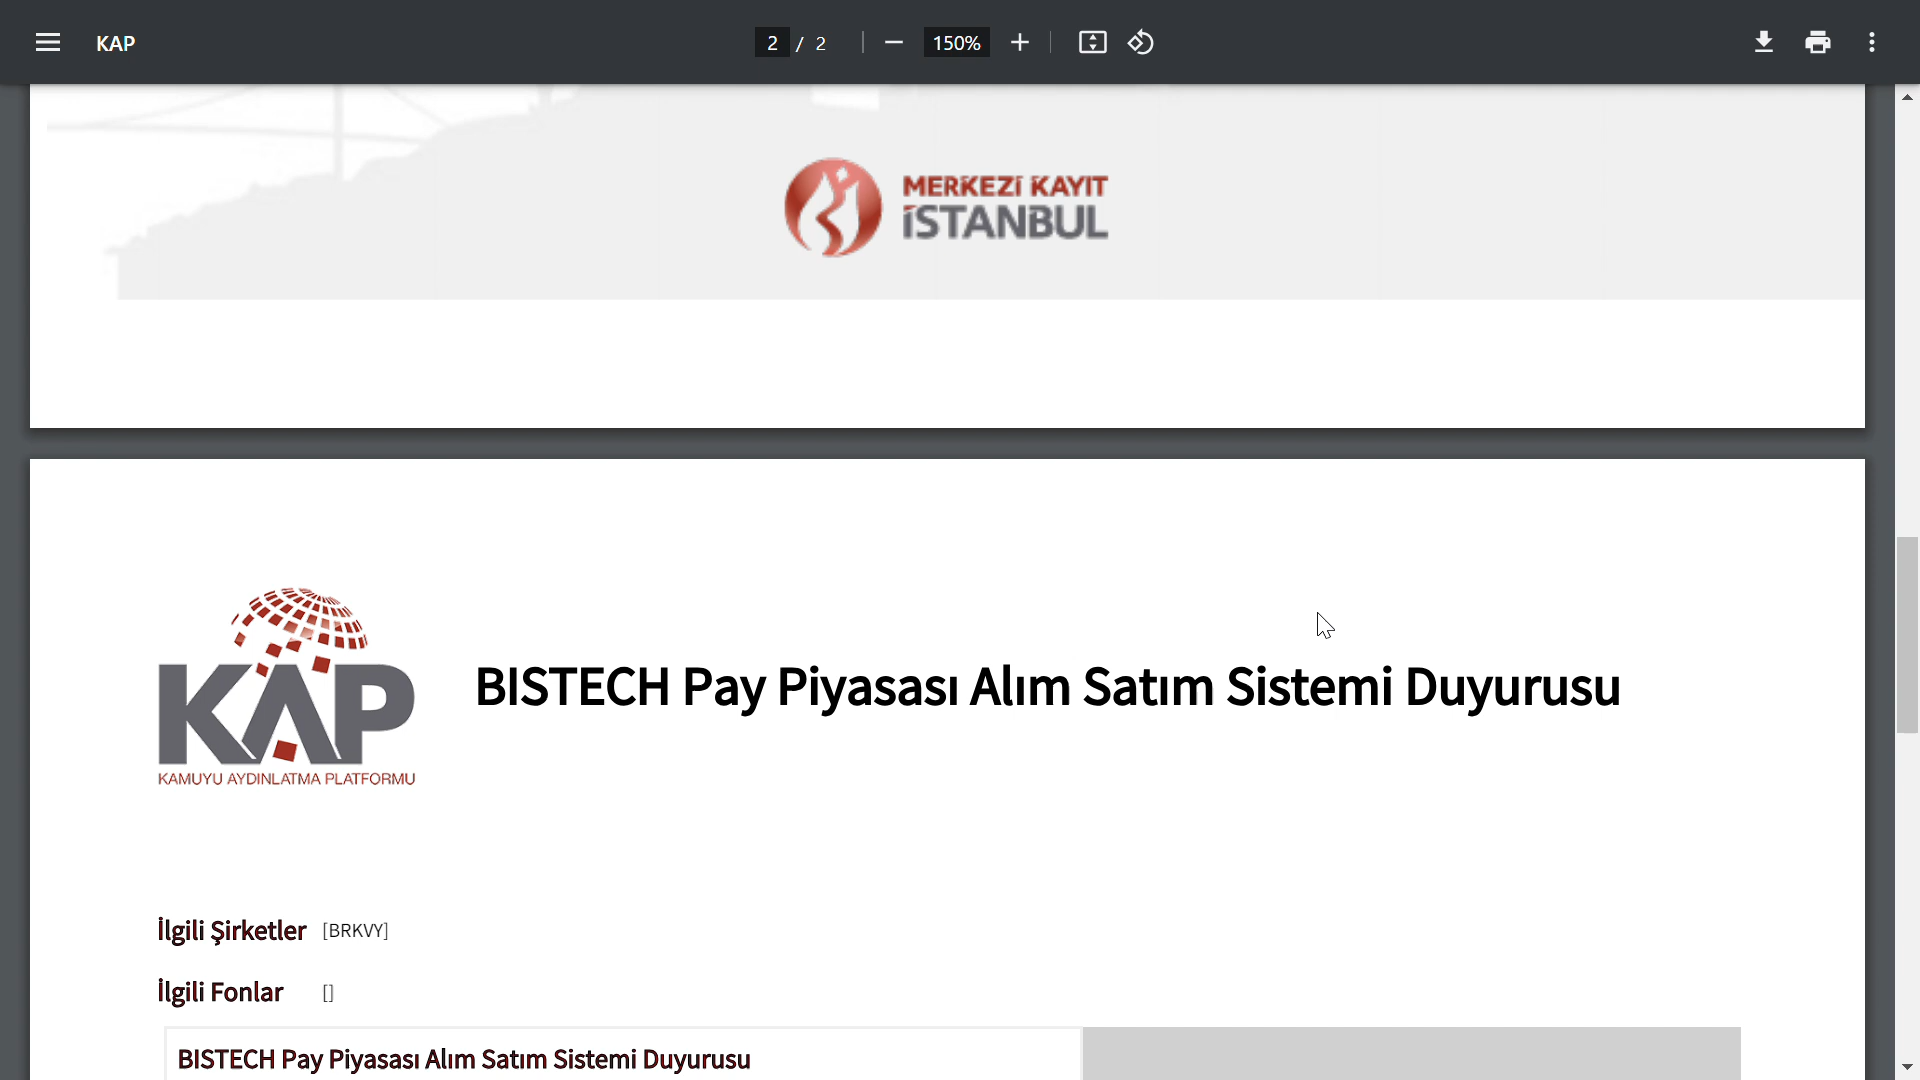 KAP
2 / 2
150%
MERKEZİ KAYIT
İSTANBUL
KAP
KAMUYU AYDINLATMA PLATFORMU
BISTECH Pay Piyasası Alım Satım Sistemi Duyurusu
İlgili Şirketler [BRKVY]
İlgili Fonlar []
BISTECH Pay Piyasası Alım Satım Sistemi Duyurusu